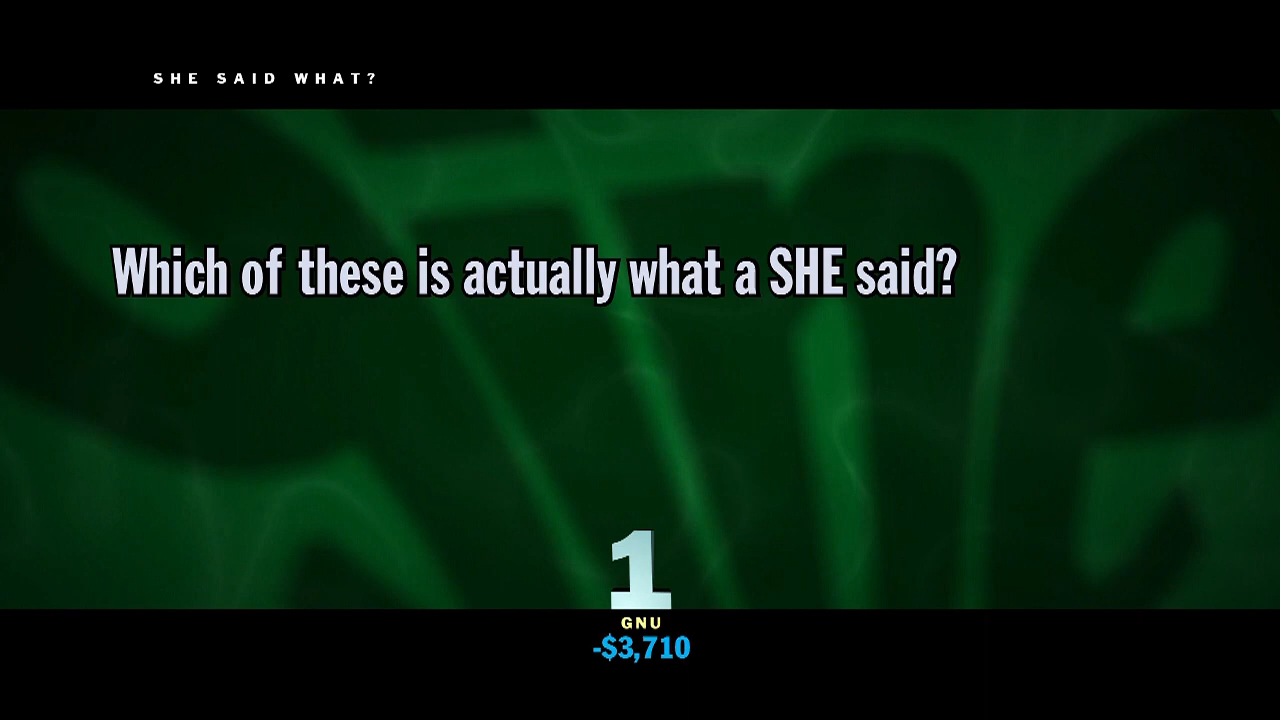 SHE SAID WHAT?
Which of these is actually what a SHE said?
1
GNU
-$3,710